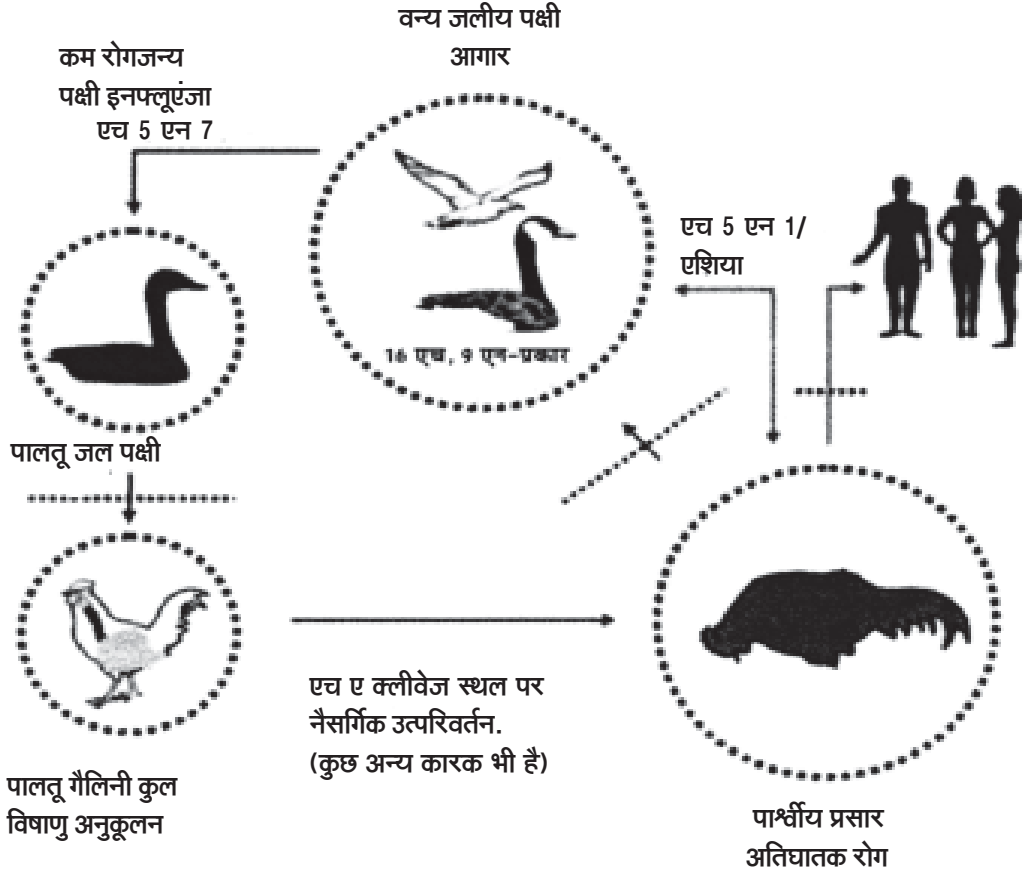 वन्य जलीय पक्षी
आगार
कम रोगजन्य
पक्षी इनफ्लूएंजा
एच 5 एन 7
एच 5 एन 1/
एशिया
16 एच, 9 एन-प्रकार
पालतू जल पक्षी
एच ए क्लीवेज स्थल पर
नैसर्गिक उत्परिवर्तन.
(कुछ अन्य कारक भी है)
पालतू गैलिनी कुल
विषाणु अनुकूलन
पार्श्वीय प्रसार
अतिघातक रोग